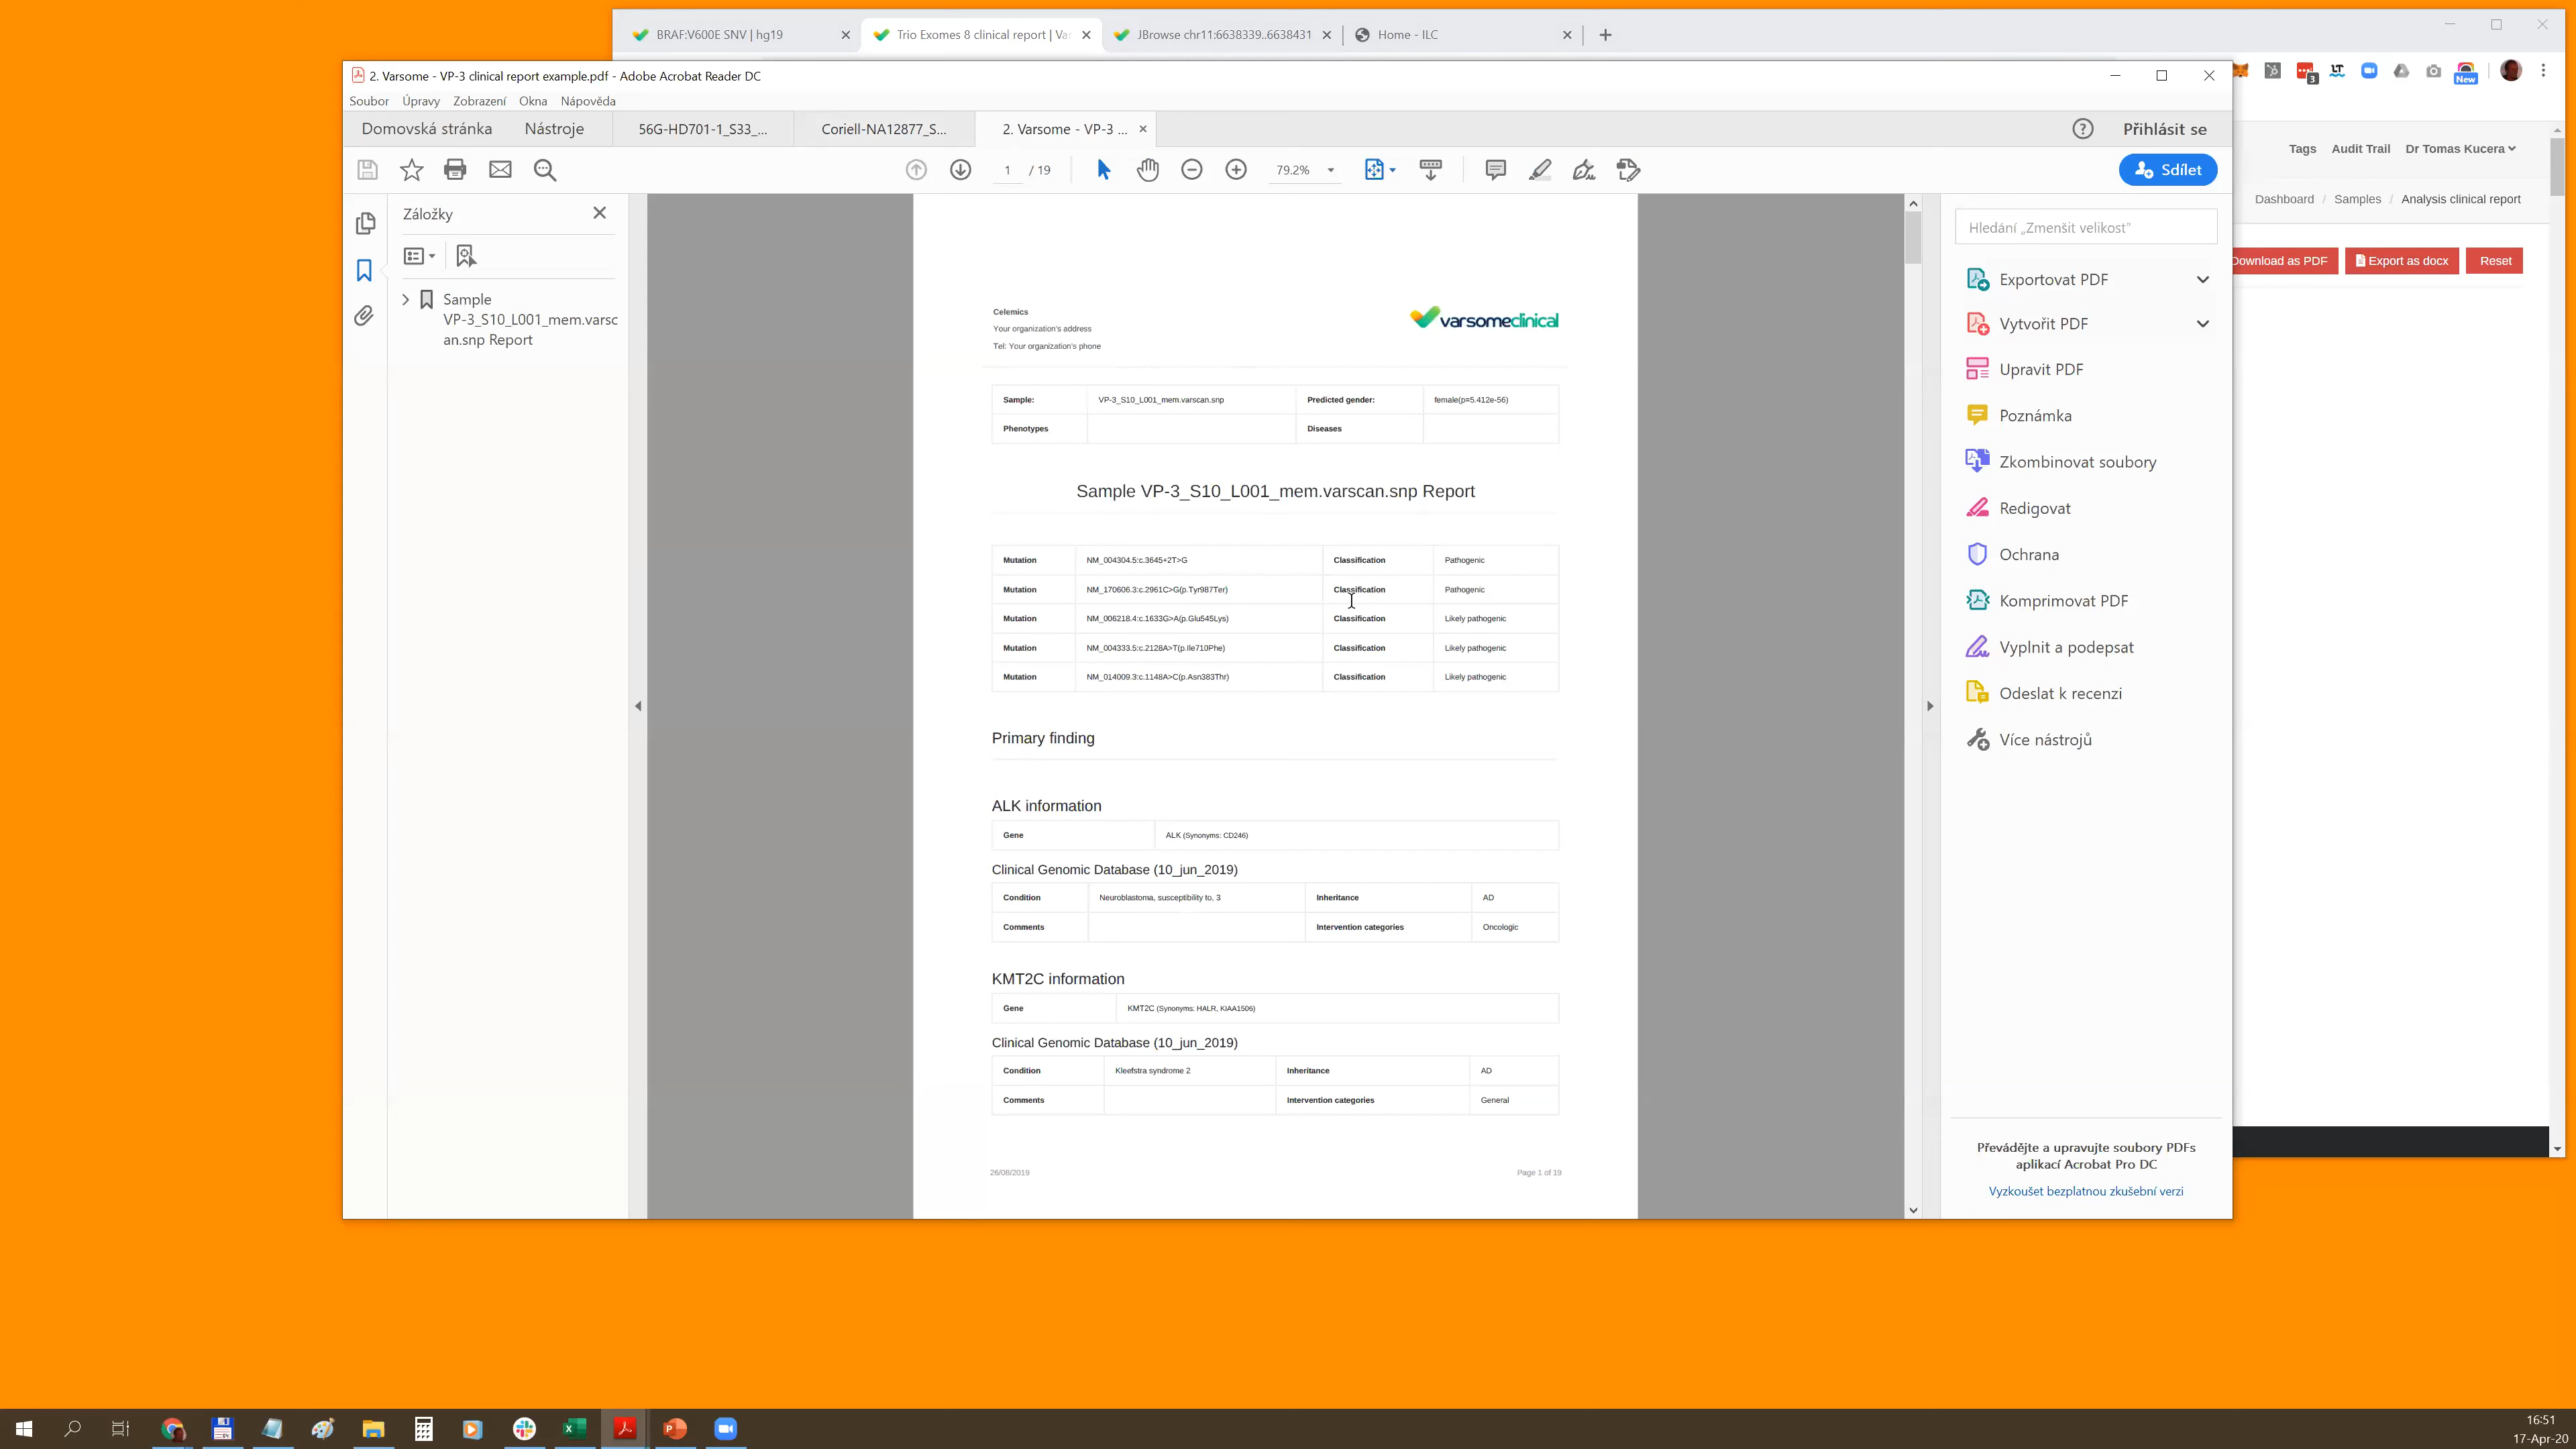 BRAF:V600E SNV | hg19
Trio Exomes 8 clinical report | Va
JBrowse chr11:6638339..6638431
Home - ILC
2. Varsome - VP-3 clinical report example.pdf - Adobe Acrobat Reader DC
Soubor Úpravy Zobrazení Okna Nápověda
Domovská stránka Nástroje 56G-HD701-1_S33_... Coriell-NA12877_S... 2. Varsome - VP-3 ... Přihlásit se
1 / 19 79.2% Sdílet
3 New
Tags Audit Trail Dr Tomas Kucera
Dashboard / Samples / Analysis clinical report
Download as PDF Export as docx Reset
Záložky
Sample
VP-3_S10_L001_mem.varsc
an.snp Report
Celemics
Your organization's address
Tel: Your organization's phone
varsomeclinical
Sample: VP-3_S10_L001_mem.varscan.snp Predicted gender: female(p=5.412e-56)
Phenotypes Diseases
Sample VP-3_S10_L001_mem.varscan.snp Report
Mutation NM_004304.5:c.3645+2T>G Classification Pathogenic
Mutation NM_170606.3:c.2961C>G(p.Tyr987Ter) Classification Pathogenic
Mutation NM_006218.4:c.1633G>A(p.Glu545Lys) Classification Likely pathogenic
Mutation NM_004333.5:c.2128A>T(p.Ile710Phe) Classification Likely pathogenic
Mutation NM_014009.3:c.1148A>C(p.Asn383Thr) Classification Likely pathogenic
Primary finding
ALK information
Gene ALK (Synonyms: CD246)
Clinical Genomic Database (10_jun_2019)
Condition Neuroblastoma, susceptibility to, 3 Inheritance AD
Comments Intervention categories Oncologic
KMT2C information
Gene KMT2C (Synonyms: HALR, KIAA1506)
Clinical Genomic Database (10_jun_2019)
Condition Kleefstra syndrome 2 Inheritance AD
Comments Intervention categories General
26/08/2019 Page 1 of 19
Hledání „Zmenšit velikost"
Exportovat PDF
Vytvořit PDF
Upravit PDF
Poznámka
Zkombinovat soubory
Redigovat
Ochrana
Komprimovat PDF
Vyplnit a podepsat
Odeslat k recenzi
Více nástrojů
Převádějte a upravujte soubory PDFs
aplikací Acrobat Pro DC
Vyzkoušet bezplatnou zkušební verzi
16:51
17-Apr-20